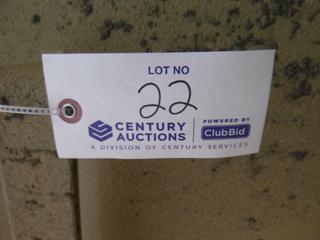 LOT NO
22
CENTURY AUCTIONS
POWERED BY
ClubBid
A DIVISION OF CENTURY SERVICES